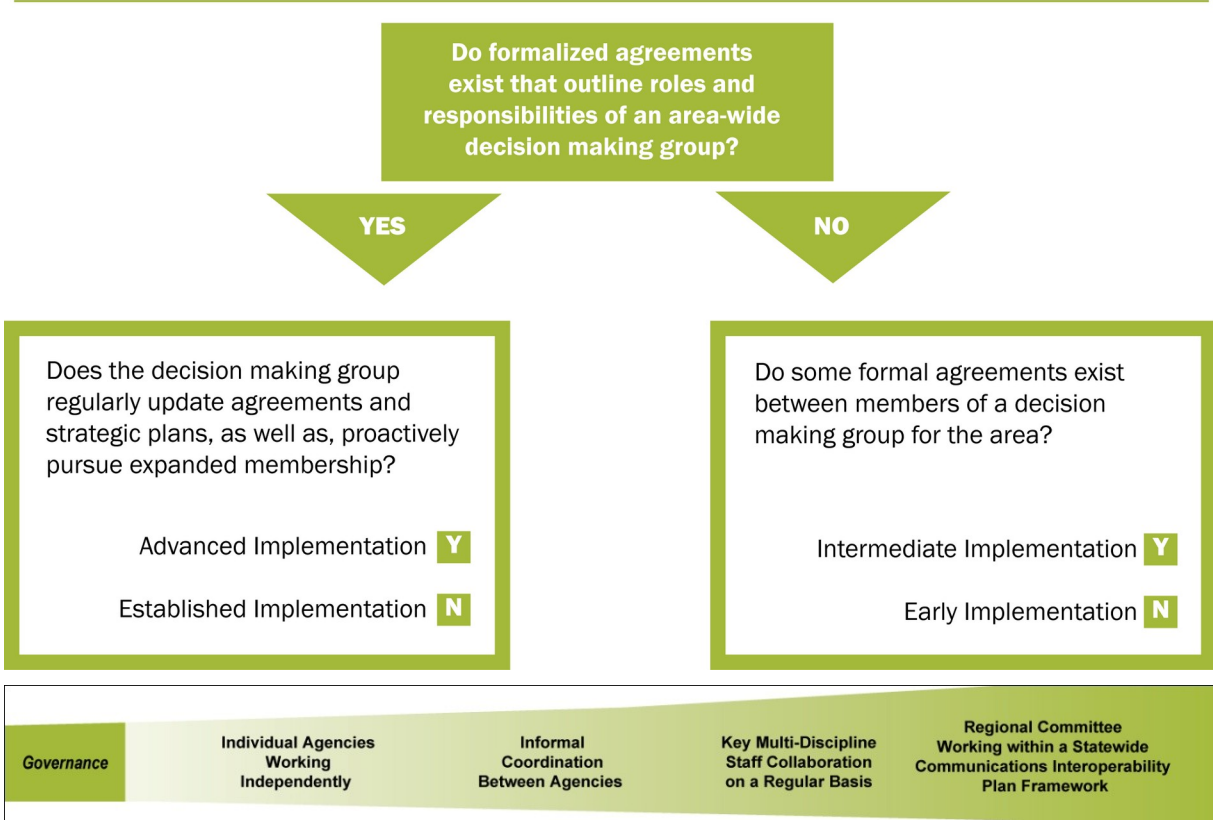 Do formalized agreements
exist that outline roles and
responsibilities of an area-wide
decision making group?
YES
NO
Does the decision making group
regularly update agreements and
strategic plans, as well as, proactively
pursue expanded membership?
Advanced Implementation Y
Established Implementation N
Do some formal agreements exist
between members of a decision
making group for the area?
Intermediate Implementation Y
Early Implementation N
Governance
Individual Agencies
Working
Independently
Informal
Coordination
Between Agencies
Key Multi-Discipline
Staff Collaboration
on a Regular Basis
Regional Committee
Working within a Statewide
Communications Interoperability
Plan Framework